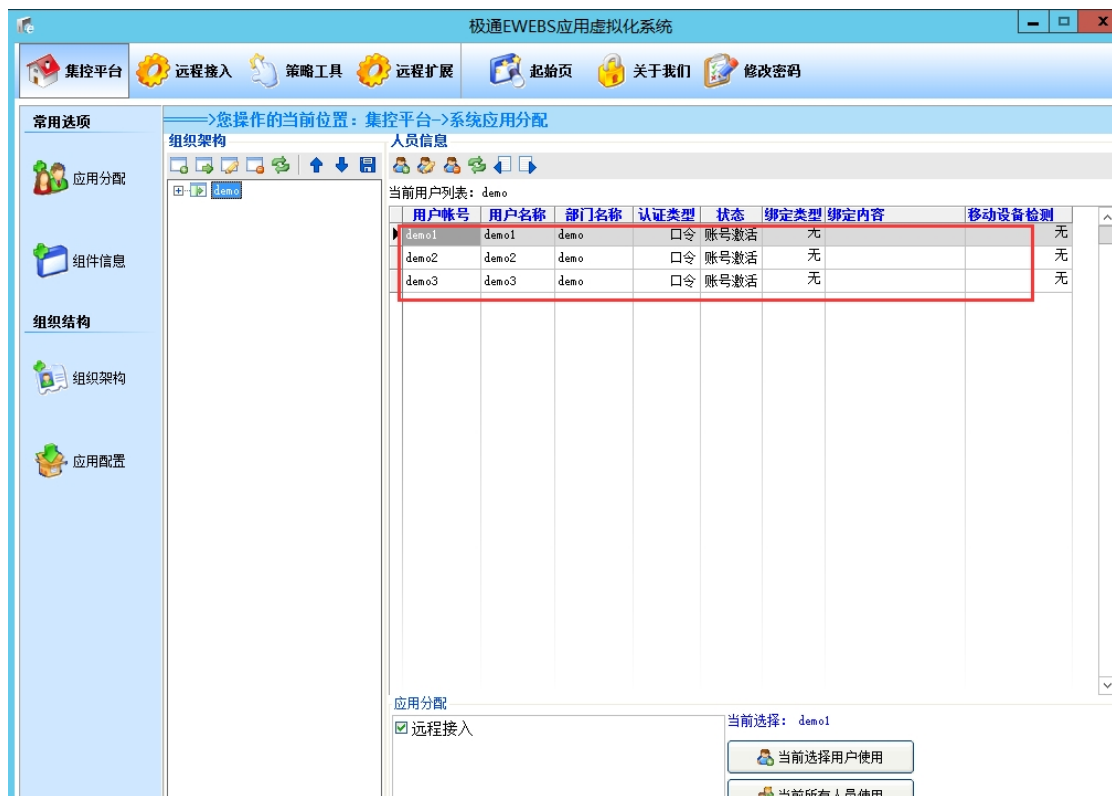 极通EWEBS应用虚拟化系统
集控平台 远程接入 策略工具 远程扩展 起始页 关于我们 修改密码
常用选项
应用分配
组件信息
组织结构
组织架构
应用配置
====>您操作的当前位置：集控平台->系统应用分配
组织架构
demo
人员信息
当前用户列表：demo
用户帐号 用户名称 部门名称 认证类型 状态 绑定类型 绑定内容 移动设备检测
demo1 demo1 demo 口令 账号激活 无 无
demo2 demo2 demo 口令 账号激活 无 无
demo3 demo3 demo 口令 账号激活 无 无
应用分配
远程接入
当前选择： demo1
当前选择用户使用
当前所有人员使用